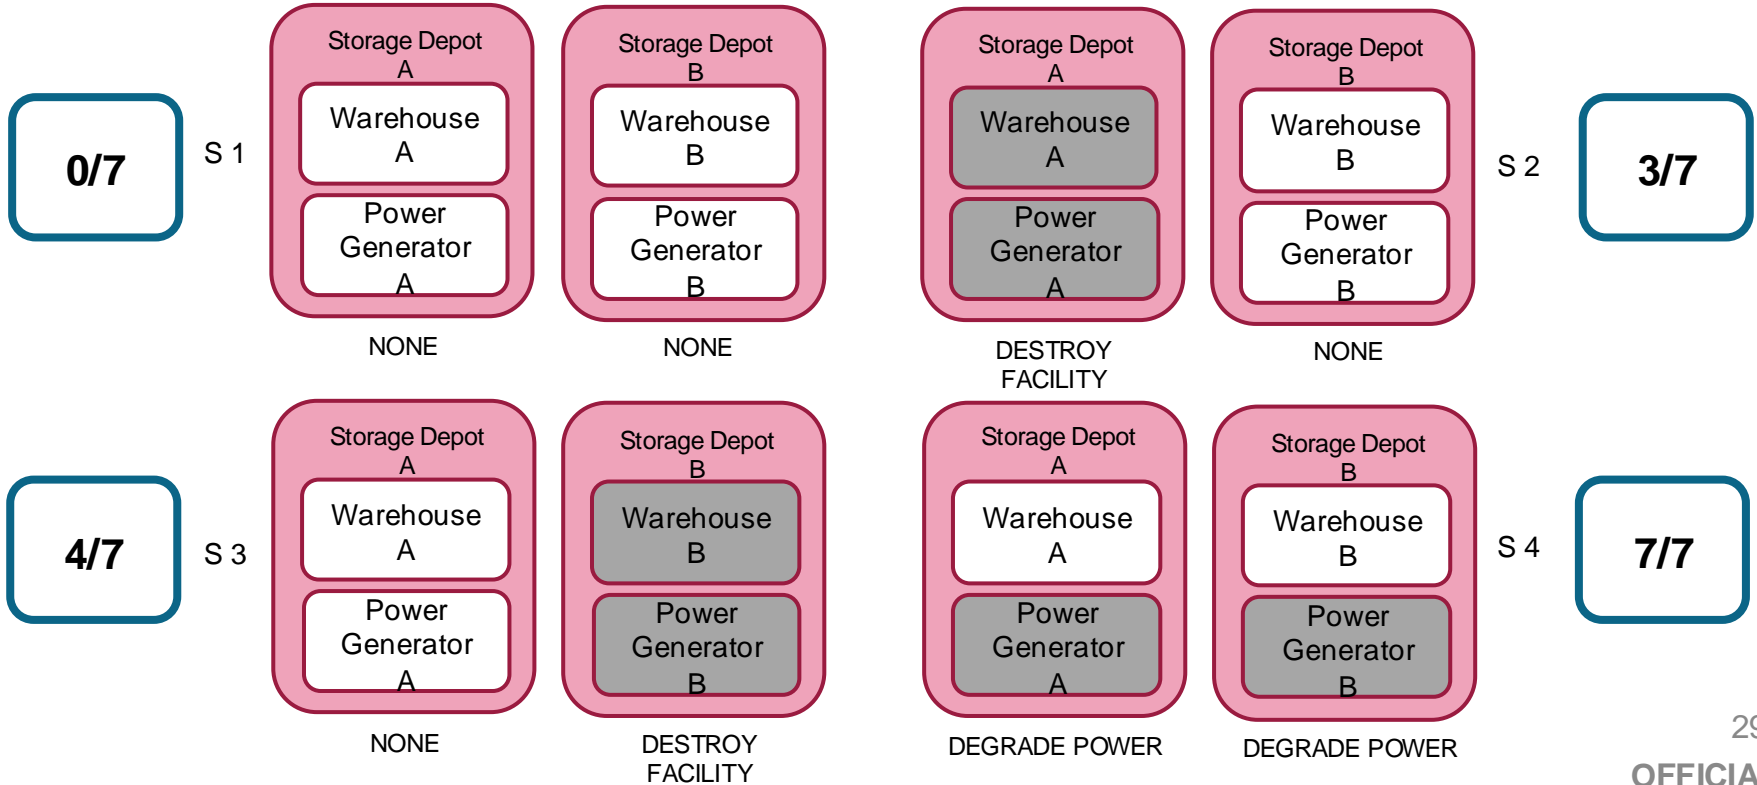 0/7
S 1
Storage Depot
A
Warehouse
A
Power
Generator
A
NONE
Storage Depot
B
Warehouse
B
Power
Generator
B
NONE
Storage Depot
A
Warehouse
A
Power
Generator
A
DESTROY
FACILITY
Storage Depot
B
Warehouse
B
Power
Generator
B
NONE
S 2
3/7
4/7
S 3
Storage Depot
A
Warehouse
A
Power
Generator
A
NONE
Storage Depot
B
Warehouse
B
Power
Generator
B
DESTROY
FACILITY
Storage Depot
A
Warehouse
A
Power
Generator
A
DEGRADE POWER
Storage Depot
B
Warehouse
B
Power
Generator
B
DEGRADE POWER
S 4
7/7
29
OFFICIA